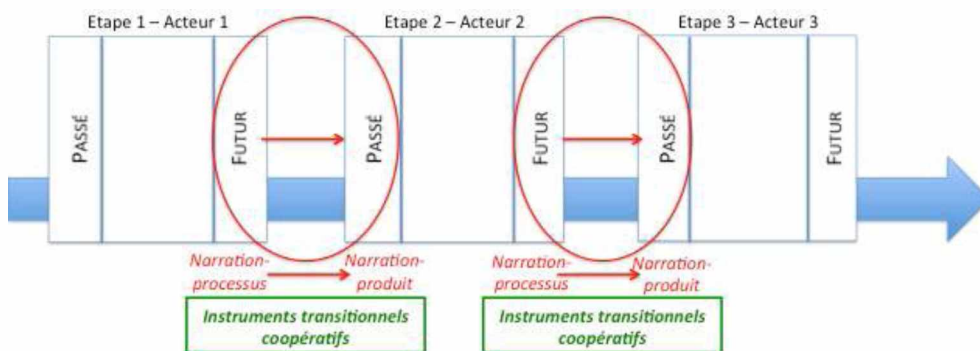 Etape 1 – Acteur 1
Etape 2 – Acteur 2
Etape 3 – Acteur 3
PASSÉ
FUTUR
PASSÉ
FUTUR
PASSÉ
FUTUR
Narration-
processus
Narration-
produit
Narration-
processus
Narration-
produit
Instruments transitionnels
coopératifs
Instruments transitionnels
coopératifs